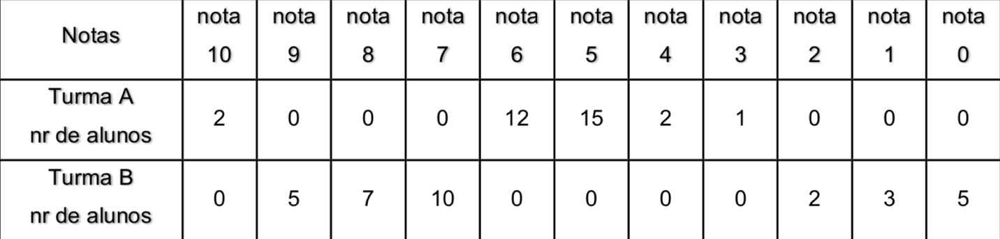 Notas nota 10 nota 9 nota 8 nota 7 nota 6 nota 5 nota 4 nota 3 nota 2 nota 1 nota 0
Turma A nr de alunos 2 0 0 0 12 15 2 1 0 0 0
Turma B nr de alunos 0 5 7 10 0 0 0 0 2 3 5